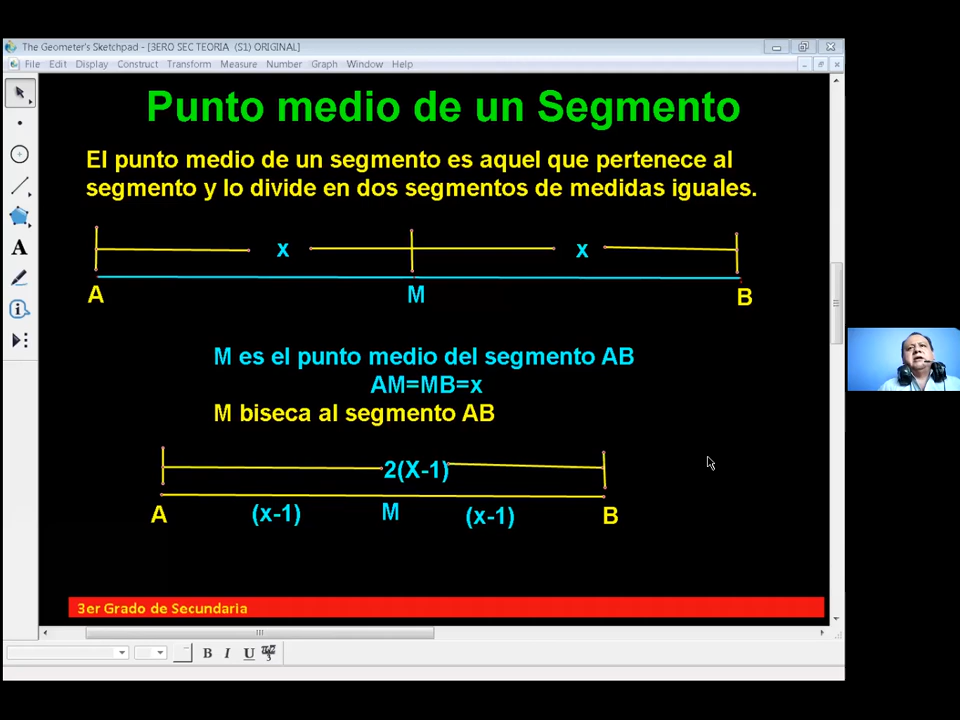 The Geometer's Sketchpad - [3ERO SEC TEORIA (S1) ORIGINAL]
File Edit Display Construct Transform Measure Number Graph Window Help
Punto medio de un Segmento
El punto medio de un segmento es aquel que pertenece al
segmento y lo divide en dos segmentos de medidas iguales.
x x
A M B
M es el punto medio del segmento AB
AM=MB=x
M biseca al segmento AB
2(X-1)
A (x-1) M (x-1) B
3er Grado de Secundaria
A
B I U